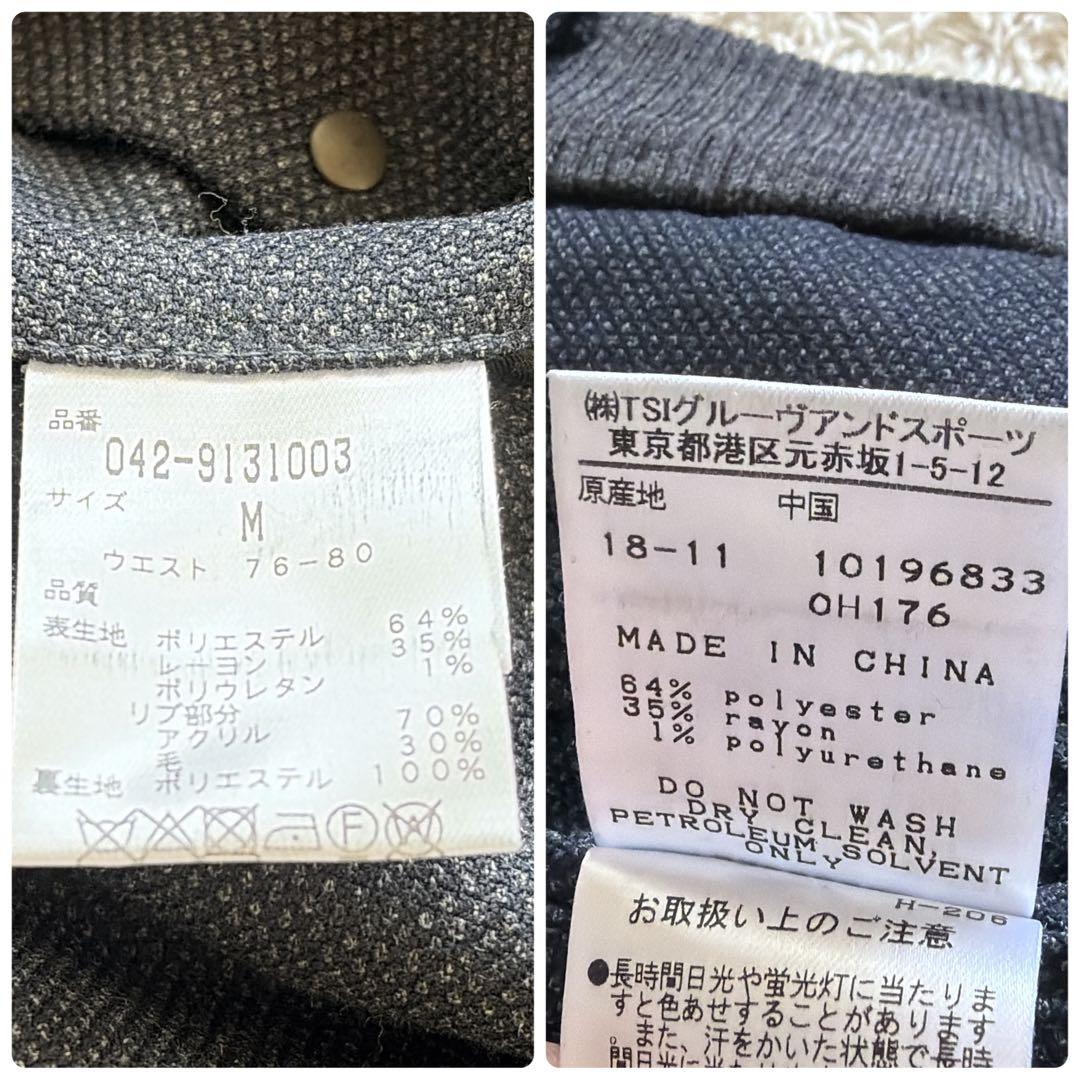 品番
042-9131003
サイズ
M
ウエスト 76-80
品質
表生地 ポリエステル 64%
レーヨン 35%
ポリウレタン 1%
リブ部分
アクリル 70%
毛 30%
裏生地 ポリエステル 100%
F
W
㈱TSIグルーヴアンドスポーツ
東京都港区元赤坂1-5-12
原産地 中国
18-11 10196833
0H176
MADE IN CHINA
64% polyester
35% rayon
1% polyurethane
DO NOT WASH
DRY CLEAN,
PETROLEUM SOLVENT
ONLY
H-206
お取扱い上のご注意
●長時間日光や蛍光灯に当たりま
すと色あせすることがあります
また、汗をかいた状態で長時